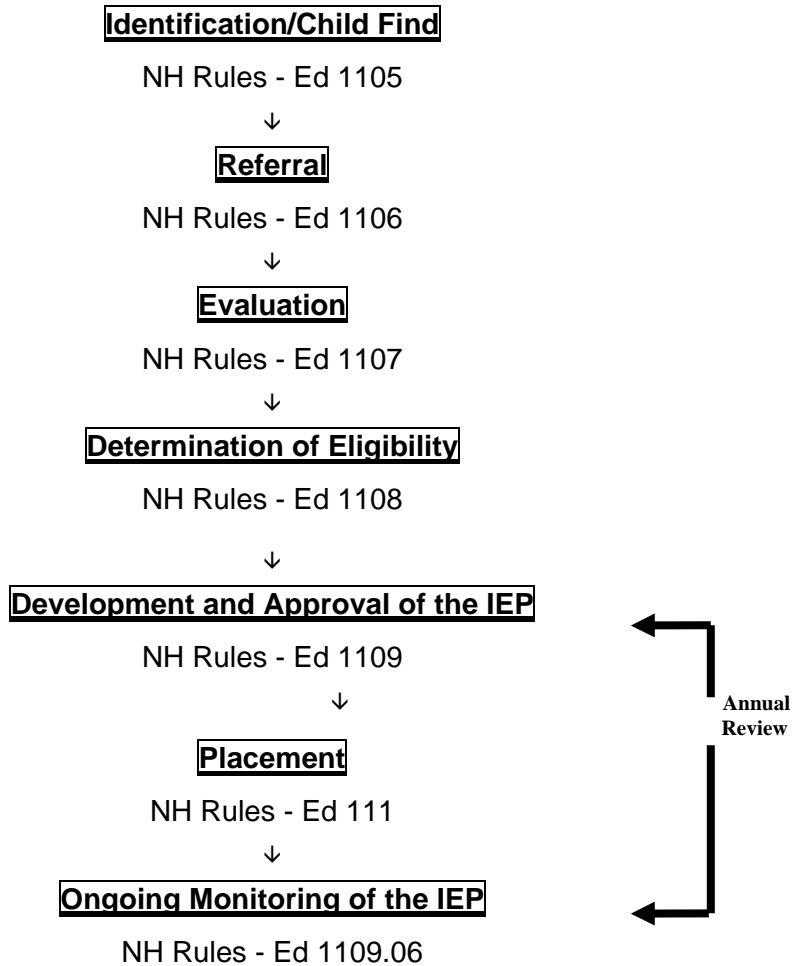 Identification/Child Find
NH Rules - Ed 1105
↓
Referral
NH Rules - Ed 1106
↓
Evaluation
NH Rules - Ed 1107
↓
Determination of Eligibility
NH Rules - Ed 1108
↓
Development and Approval of the IEP
NH Rules - Ed 1109
↓
Annual
Review
Placement
NH Rules - Ed 111
↓
Ongoing Monitoring of the IEP
NH Rules - Ed 1109.06